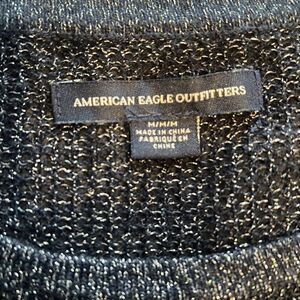 AMERICAN EAGLE OUTFITTERS
M/M/M
MADE IN CHINA
FABRIQUÉ EN
CHINE